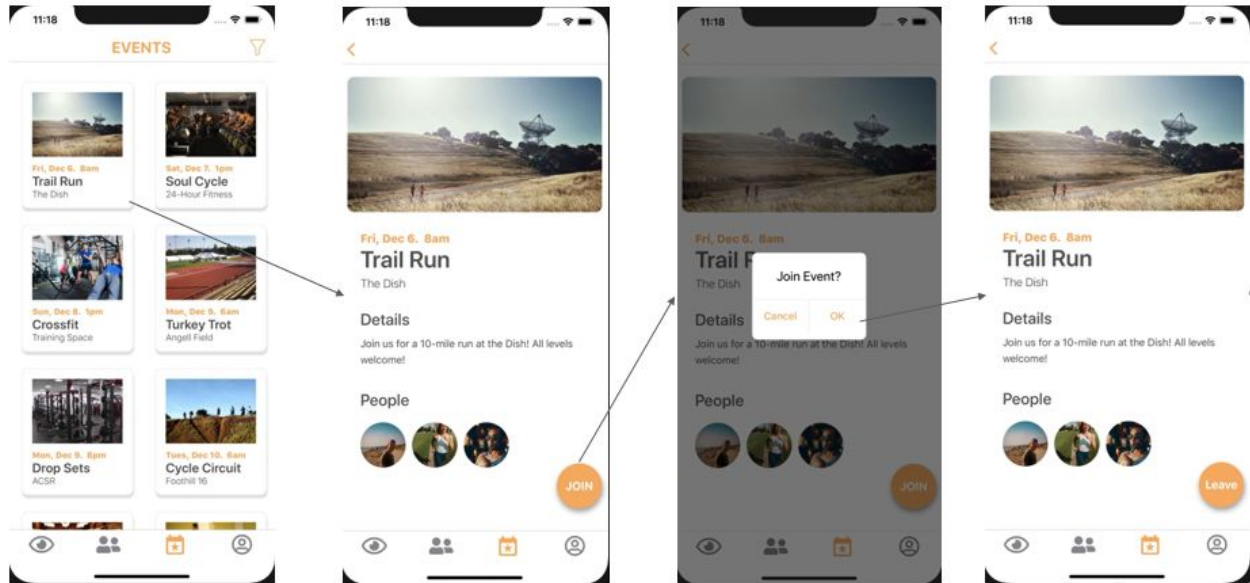 11:18
EVENTS
Fri, Dec 6. 8am
Trail Run
The Dish
Sat, Dec 7. 1pm
Soul Cycle
24-Hour Fitness
Sun, Dec 8. 1pm
Crossfit
Training Space
Mon, Dec 9. 6am
Turkey Trot
Angell Field
Mon, Dec 9. 8pm
Drop Sets
ACSR
Tues, Dec 10. 6am
Cycle Circuit
Foothill 16
11:18
Fri, Dec 6. 8am
Trail Run
The Dish
Details
Join us for a 10-mile run at the Dish! All levels
welcome!
People
JOIN
11:18
Fri, Dec 6. 8am
Trail
The Dish
Join Event?
Cancel
OK
Details
Join us for a 10-mile run at the Dish! All levels
welcome!
People
JOIN
11:18
Fri, Dec 6. 8am
Trail Run
The Dish
Details
Join us for a 10-mile run at the Dish! All levels
welcome!
People
Leave